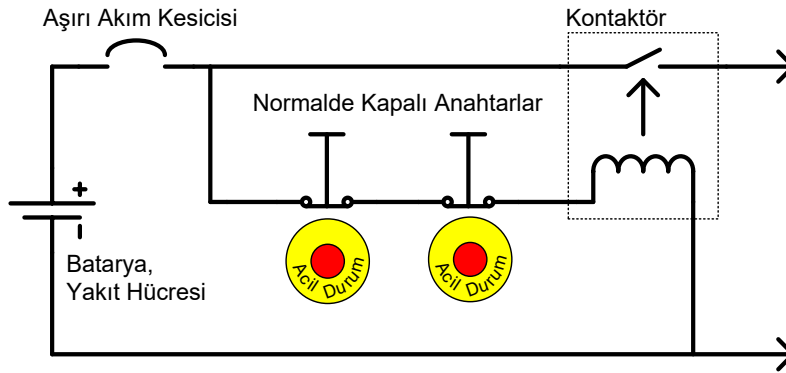 Aşırı Akım Kesicisi
Kontaktör
Normalde Kapalı Anahtarlar
+
-
Batarya,
Yakıt Hücresi
Acil Durum
Acil Durum